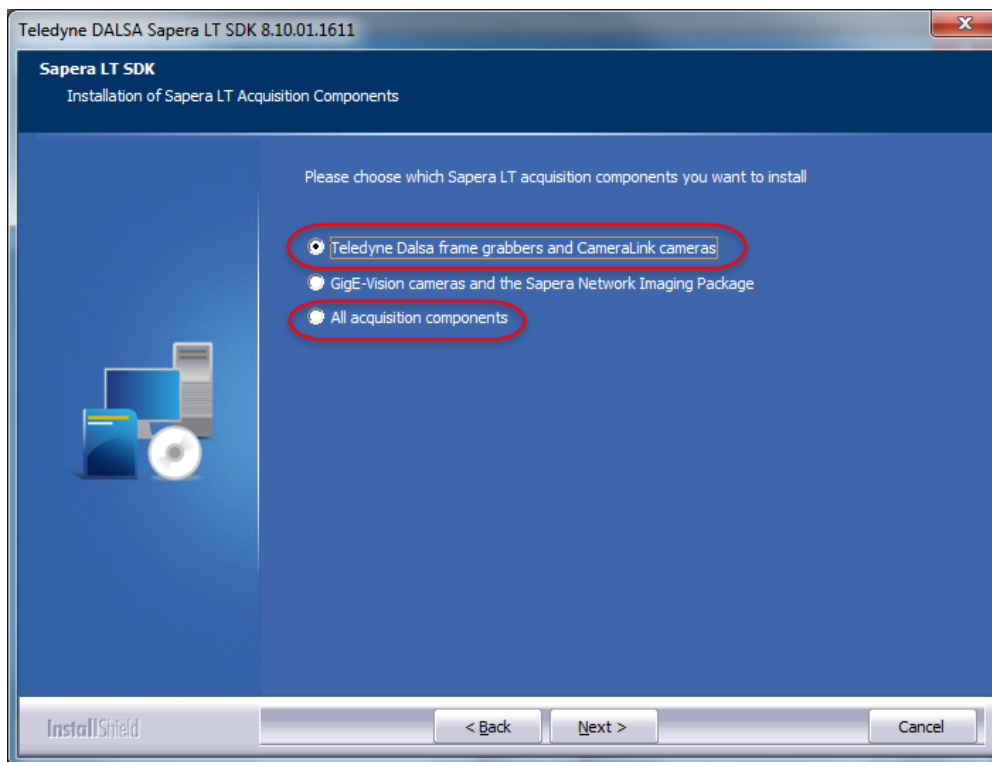 Teledyne DALSA Sapera LT SDK 8.10.01.1611
Sapera LT SDK
Installation of Sapera LT Acquisition Components
Please choose which Sapera LT acquisition components you want to install
Teledyne Dalsa frame grabbers and CameraLink cameras
GigE-Vision cameras and the Sapera Network Imaging Package
All acquisition components
InstallShield
< Back Next > Cancel